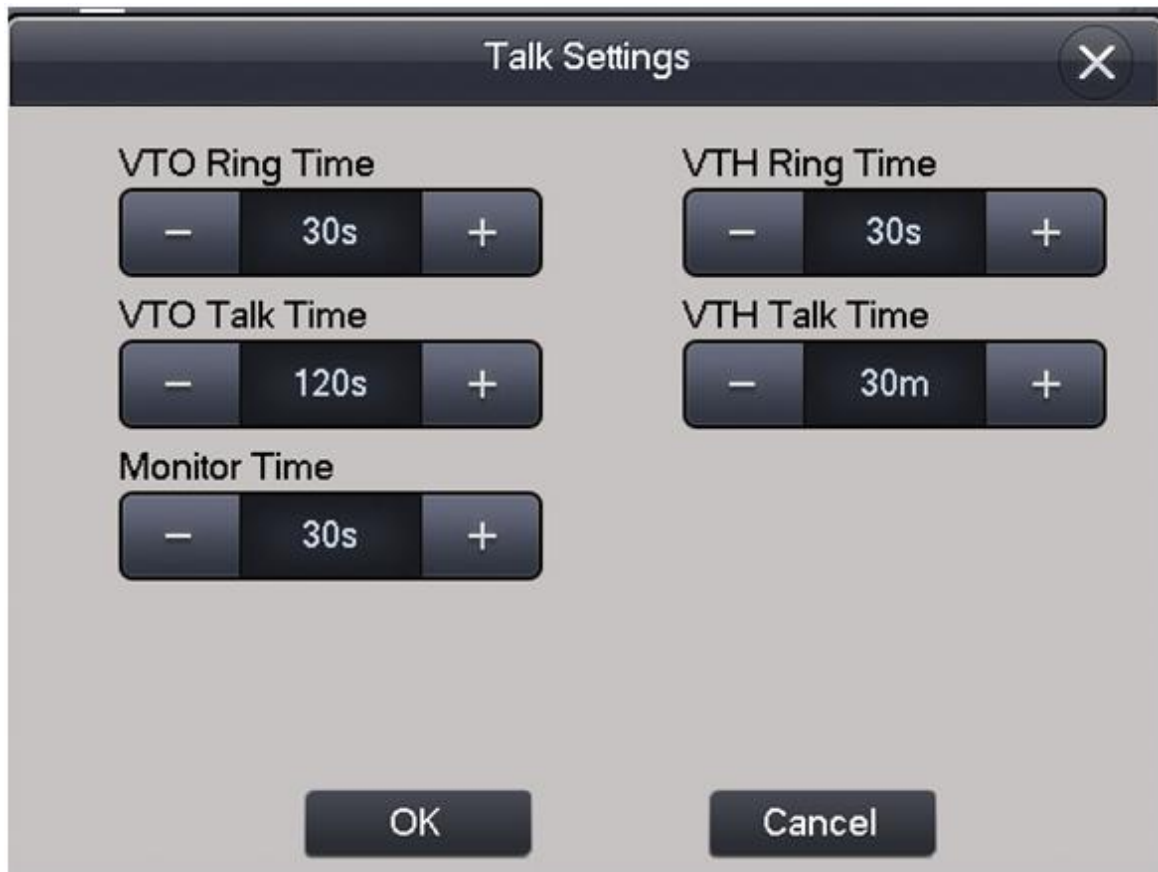 Talk Settings
VTO Ring Time
VTH Ring Time
− 30s +
− 30s +
VTO Talk Time
VTH Talk Time
− 120s +
− 30m +
Monitor Time
− 30s +
OK
Cancel